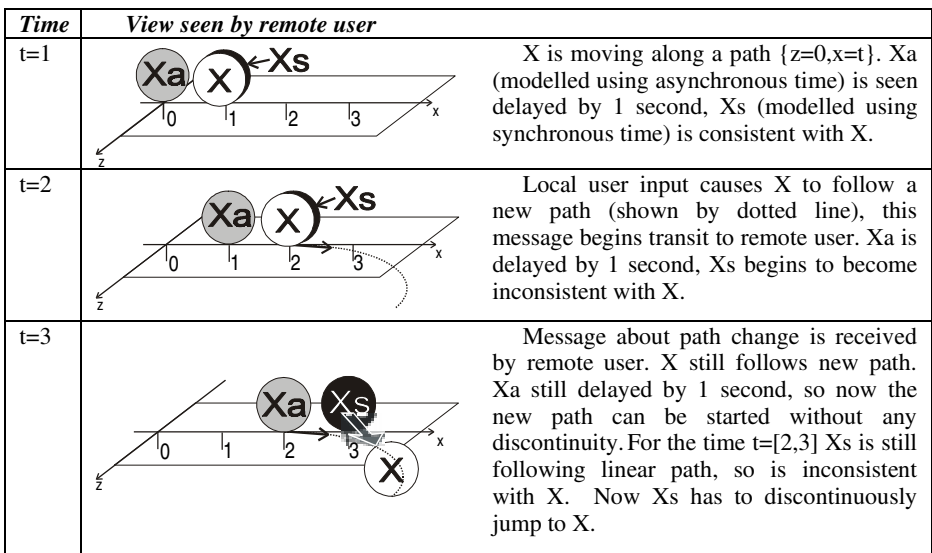 Time View seen by remote user
t=1
Xa X Xs
0 1 2 3 x
z
X is moving along a path {z=0,x=t}. Xa
(modelled using asynchronous time) is seen
delayed by 1 second, Xs (modelled using
synchronous time) is consistent with X.
t=2
Xa X Xs
0 1 2 3 x
z
Local user input causes X to follow a
new path (shown by dotted line), this
message begins transit to remote user. Xa is
delayed by 1 second, Xs begins to become
inconsistent with X.
t=3
Xa Xs
0 1 2 3 x
X
z
Message about path change is received
by remote user. X still follows new path.
Xa still delayed by 1 second, so now the
new path can be started without any
discontinuity. For the time t=[2,3] Xs is still
following linear path, so is inconsistent
with X. Now Xs has to discontinuously
jump to X.